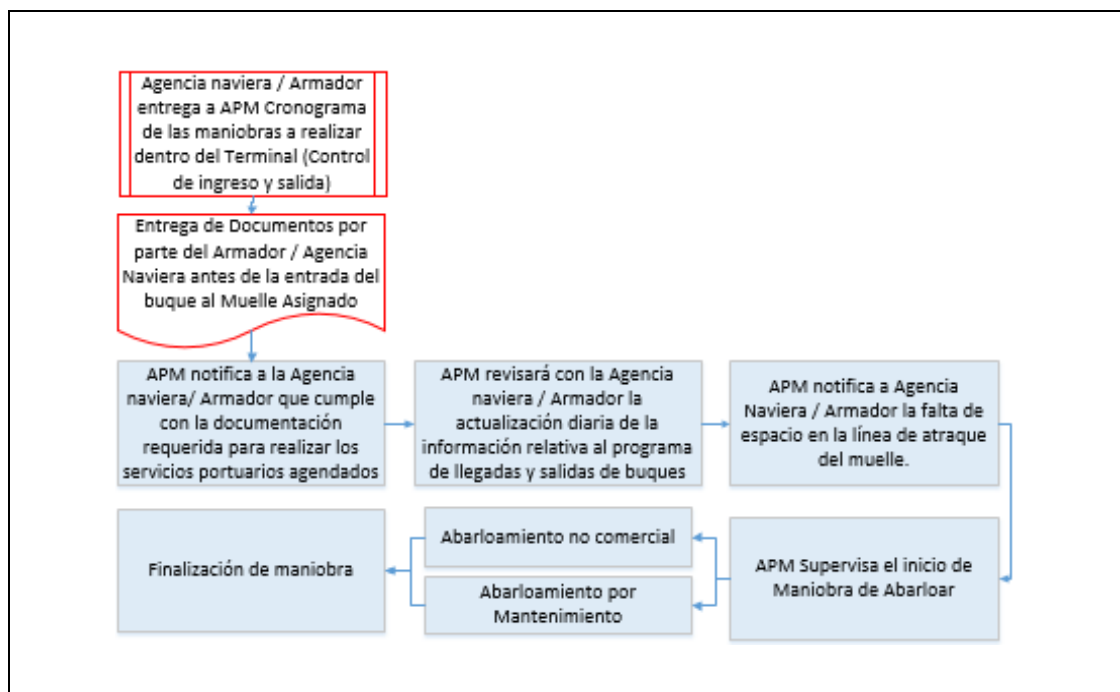 Agencia naviera / Armador
entrega a APM Cronograma
de las maniobras a realizar
dentro del Terminal (Control
de ingreso y salida)
Entrega de Documentos por
parte del Armador / Agencia
Naviera antes de la entrada del
buque al Muelle Asignado
APM notifica a la Agencia
naviera/ Armador que cumple
con la documentación
requerida para realizar los
servicios portuarios agendados
APM revisará con la Agencia
naviera / Armador la
actualización diaria de la
información relativa al programa
de llegadas y salidas de buques
APM notifica a Agencia
Naviera / Armador la falta de
espacio en la línea de atraque
del muelle.
APM Supervisa el inicio de
Maniobra de Abarloar
Abarloamiento no comercial
Abarloamiento por
Mantenimiento
Finalización de maniobra